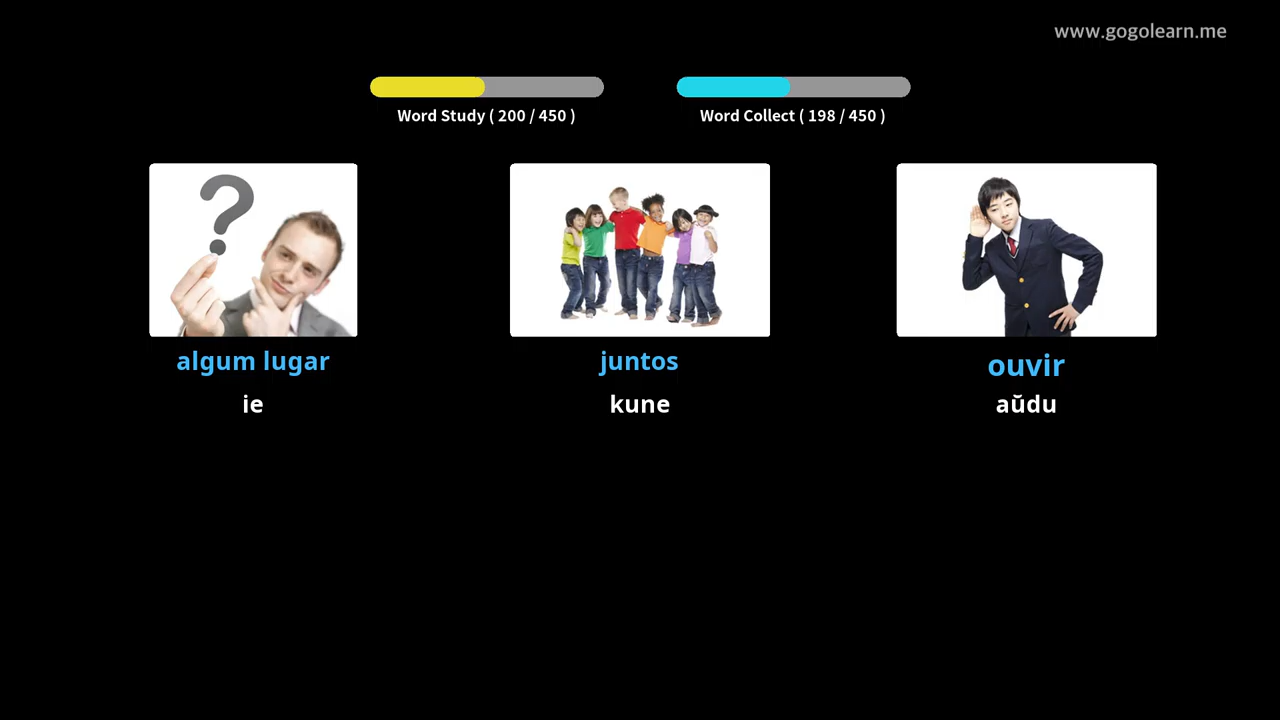 www.gogolearn.me
Word Study ( 200 / 450 )
Word Collect ( 198 / 450 )
algum lugar
juntos
ouvir
ie
kune
aŭdu